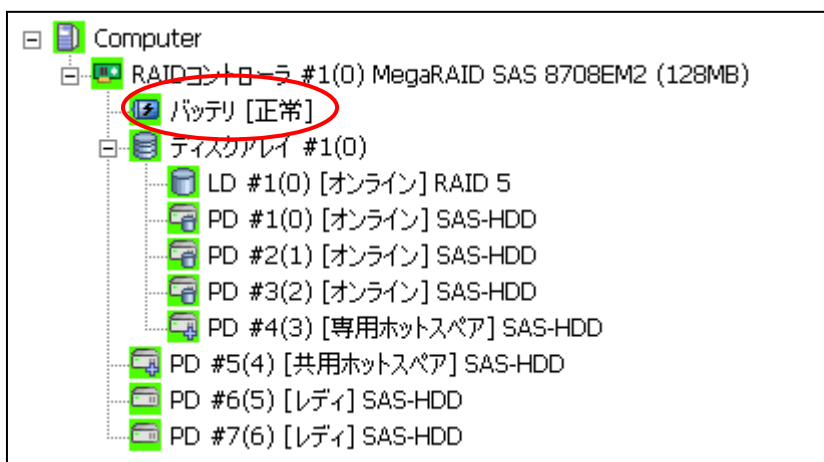 Computer
RAIDコントローラ #1(0) MegaRAID SAS 8708EM2 (128MB)
バッテリ [正常]
ディスクアレイ #1(0)
LD #1(0) [オンライン] RAID 5
PD #1(0) [オンライン] SAS-HDD
PD #2(1) [オンライン] SAS-HDD
PD #3(2) [オンライン] SAS-HDD
PD #4(3) [専用ホットスペア] SAS-HDD
PD #5(4) [共用ホットスペア] SAS-HDD
PD #6(5) [レディ] SAS-HDD
PD #7(6) [レディ] SAS-HDD